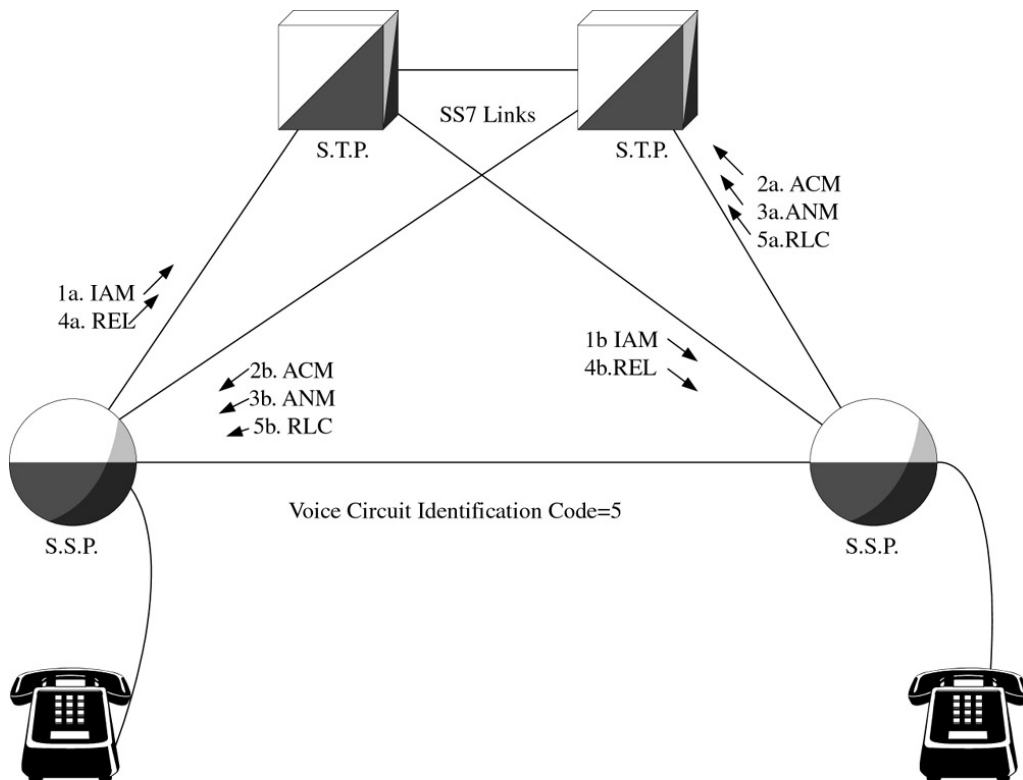 SS7 Links
S.T.P.
S.T.P.
2a. ACM
3a.ANM
5a.RLC
1a. IAM
4a. REL
1b IAM
4b.REL
2b. ACM
3b. ANM
5b. RLC
Voice Circuit Identification Code=5
S.S.P.
S.S.P.